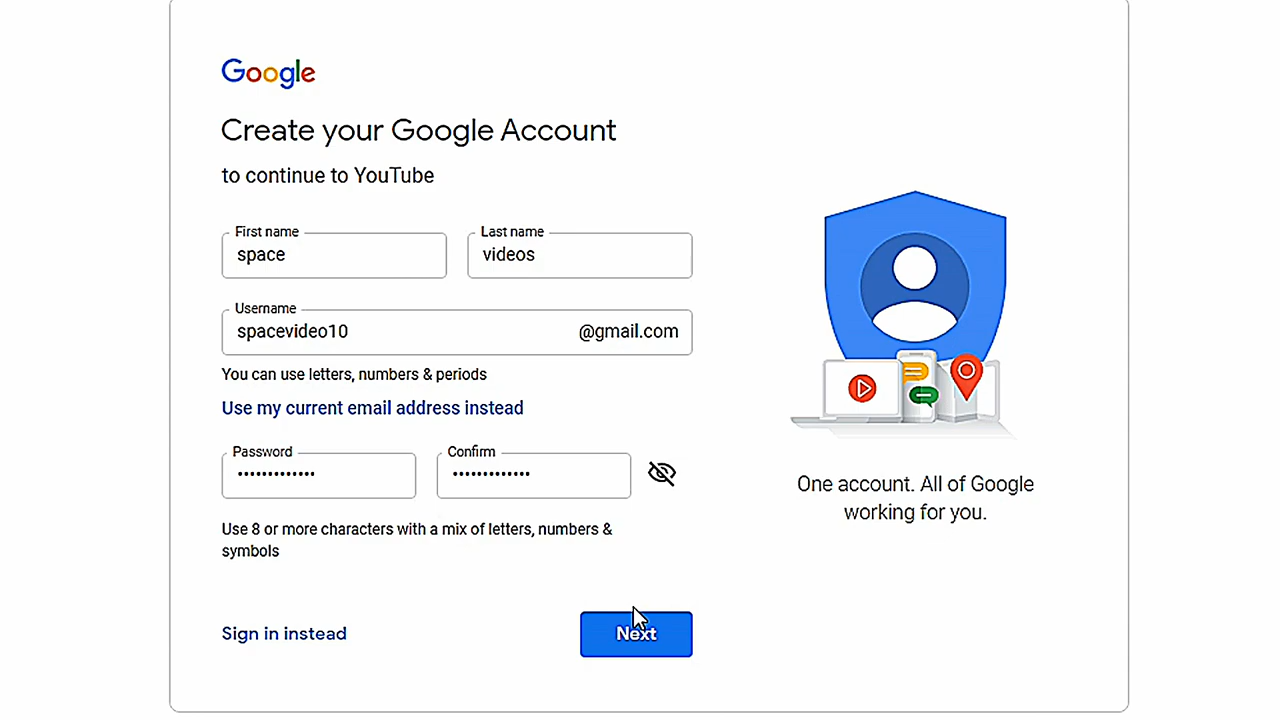 Google
Create your Google Account
to continue to YouTube
First name
space
Last name
videos
Username
spacevideo10
@gmail.com
You can use letters, numbers & periods
Use my current email address instead
Password
•••••••••••••
Confirm
•••••••••••••
Use 8 or more characters with a mix of letters, numbers &
symbols
Sign in instead
Next
One account. All of Google
working for you.